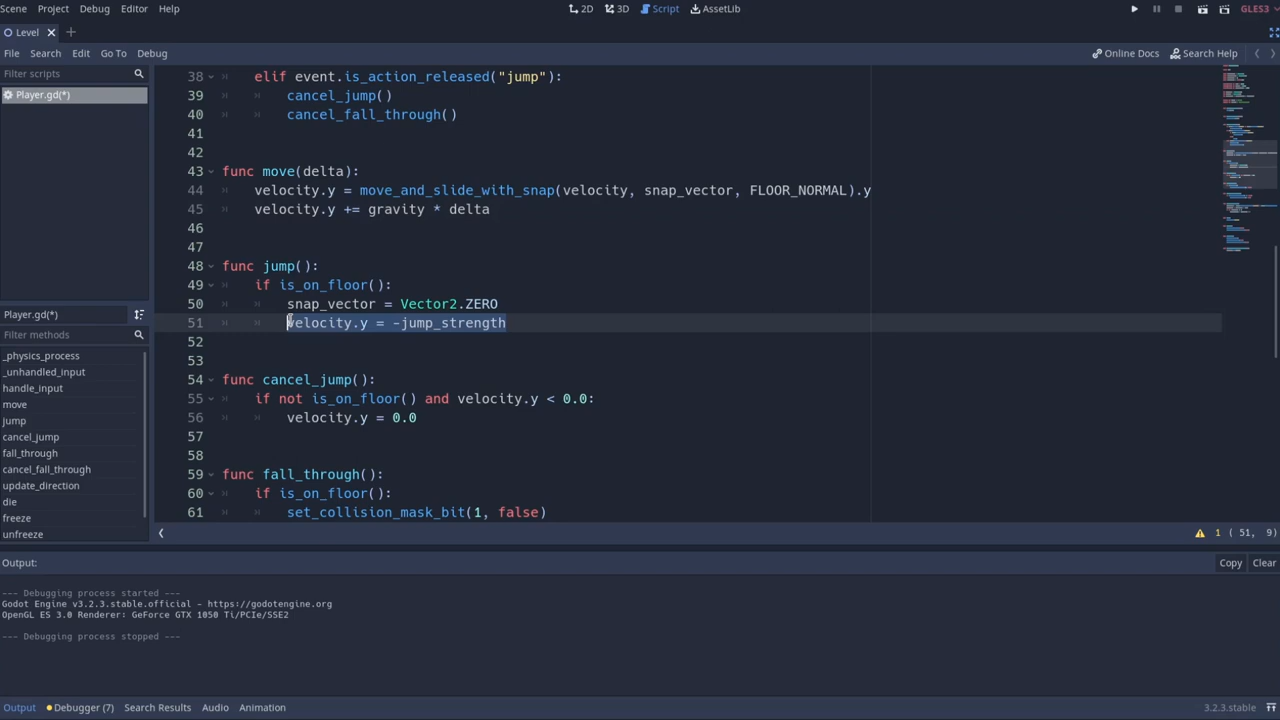 Scene Project Debug Editor Help 2D 3D Script AssetLib GLES3
Level
File Search Edit Go To Debug Online Docs Search Help
Filter scripts
Player.gd(*)
38 elif event.is_action_released("jump"):
39 cancel_jump()
40 cancel_fall_through()
41
42
43 func move(delta):
44 velocity.y = move_and_slide_with_snap(velocity, snap_vector, FLOOR_NORMAL).y
45 velocity.y += gravity * delta
46
47
48 func jump():
49 if is_on_floor():
50 snap_vector = Vector2.ZERO
51 velocity.y = -jump_strength
52
53
54 func cancel_jump():
55 if not is_on_floor() and velocity.y < 0.0:
56 velocity.y = 0.0
57
58
59 func fall_through():
60 if is_on_floor():
61 set_collision_mask_bit(1, false)
Player.gd(*)
Filter methods
_physics_process
_unhandled_input
handle_input
move
jump
cancel_jump
fall_through
cancel_fall_through
update_direction
die
freeze
unfreeze
1 ( 51, 9)
Output: Copy Clear
--- Debugging process started ---
Godot Engine v3.2.3.stable.official - https://godotengine.org
OpenGL ES 3.0 Renderer: GeForce GTX 1050 Ti/PCIe/SSE2
--- Debugging process stopped ---
Output Debugger (7) Search Results Audio Animation 3.2.3.stable